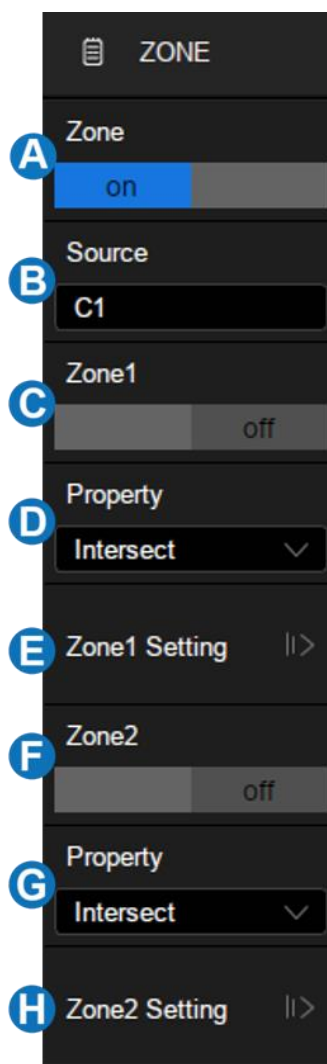 ZONE
A
Zone
on
B
Source
C1
C
Zone1
off
D
Property
Intersect
E
Zone1 Setting
F
Zone2
off
G
Property
Intersect
H
Zone2 Setting